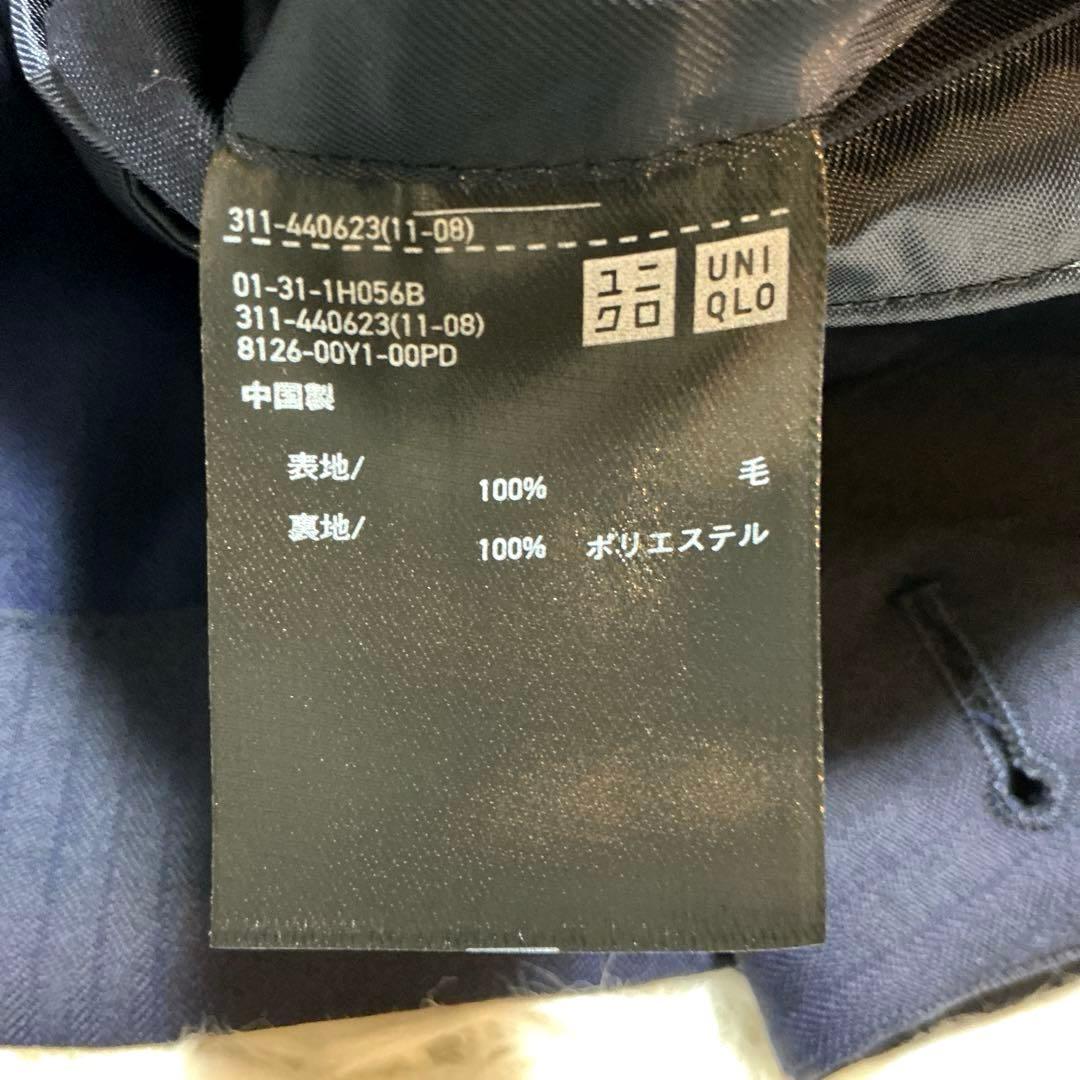 311-440623(11-08)
ユニ
クロ
UNI
QLO
01-31-1H056B
311-440623(11-08)
8126-00Y1-00PD
中国製
表地/ 100% 毛
裏地/ 100% ポリエステル